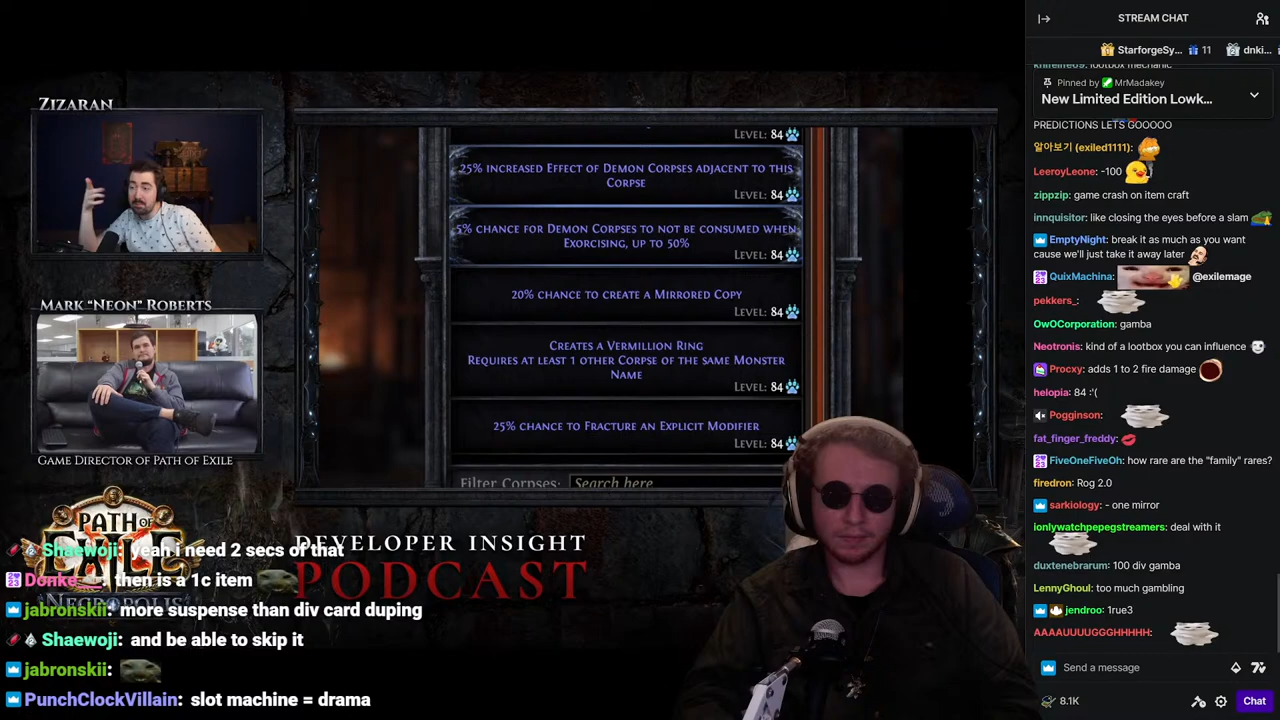 ZIZARAN
MARK "NEON" ROBERTS
GAME DIRECTOR OF PATH OF EXILE
LEVEL: 84
25% INCREASED EFFECT OF DEMON CORPSES ADJACENT TO THIS
CORPSE
LEVEL: 84
5% CHANCE FOR DEMON CORPSES TO NOT BE CONSUMED WHEN
EXORCISING, UP TO 50%
LEVEL: 84
20% CHANCE TO CREATE A MIRRORED COPY
LEVEL: 84
CREATES A VERMILLION RING
REQUIRES AT LEAST 1 OTHER CORPSE OF THE SAME MONSTER
NAME
LEVEL: 84
25% CHANCE TO FRACTURE AN EXPLICIT MODIFIER
LEVEL: 84
FILTER CORPSES: Search here
DEVELOPER INSIGHT
PODCAST
PATH OF
Shaewoji: yeah i need 2 secs of that
Donke__: then is a 1c item
jabronskii: more suspense than div card duping
Shaewoji: and be able to skip it
jabronskii:
PunchClockVillain: slot machine = drama
STREAM CHAT
StarforgeSy... 11 dnki...
knifelife69: lootbox mechanic
Pinned by MrMadakey
New Limited Edition Lowk...
PREDICTIONS LETS GOOOOO
알아보기 (exiled1111):
LeeroyLeone: -100
zippzip: game crash on item craft
innquisitor: like closing the eyes before a slam
EmptyNight: break it as much as you want
cause we'll just take it away later
QuixMachina: @exilemage
pekkers_:
OwOCorporation: gamba
Neotronis: kind of a lootbox you can influence
Procxy: adds 1 to 2 fire damage
helopia: 84 :'(
Pogginson:
fat_finger_freddy:
FiveOneFiveOh: how rare are the "family" rares?
firedron: Rog 2.0
sarkiology: - one mirror
ionlywatchpepegstreamers: deal with it
duxtenebrarum: 100 div gamba
LennyGhoul: too much gambling
jendroo: 1true3
AAAAUUUUGGGHHHHH:
Send a message
8.1K
Chat